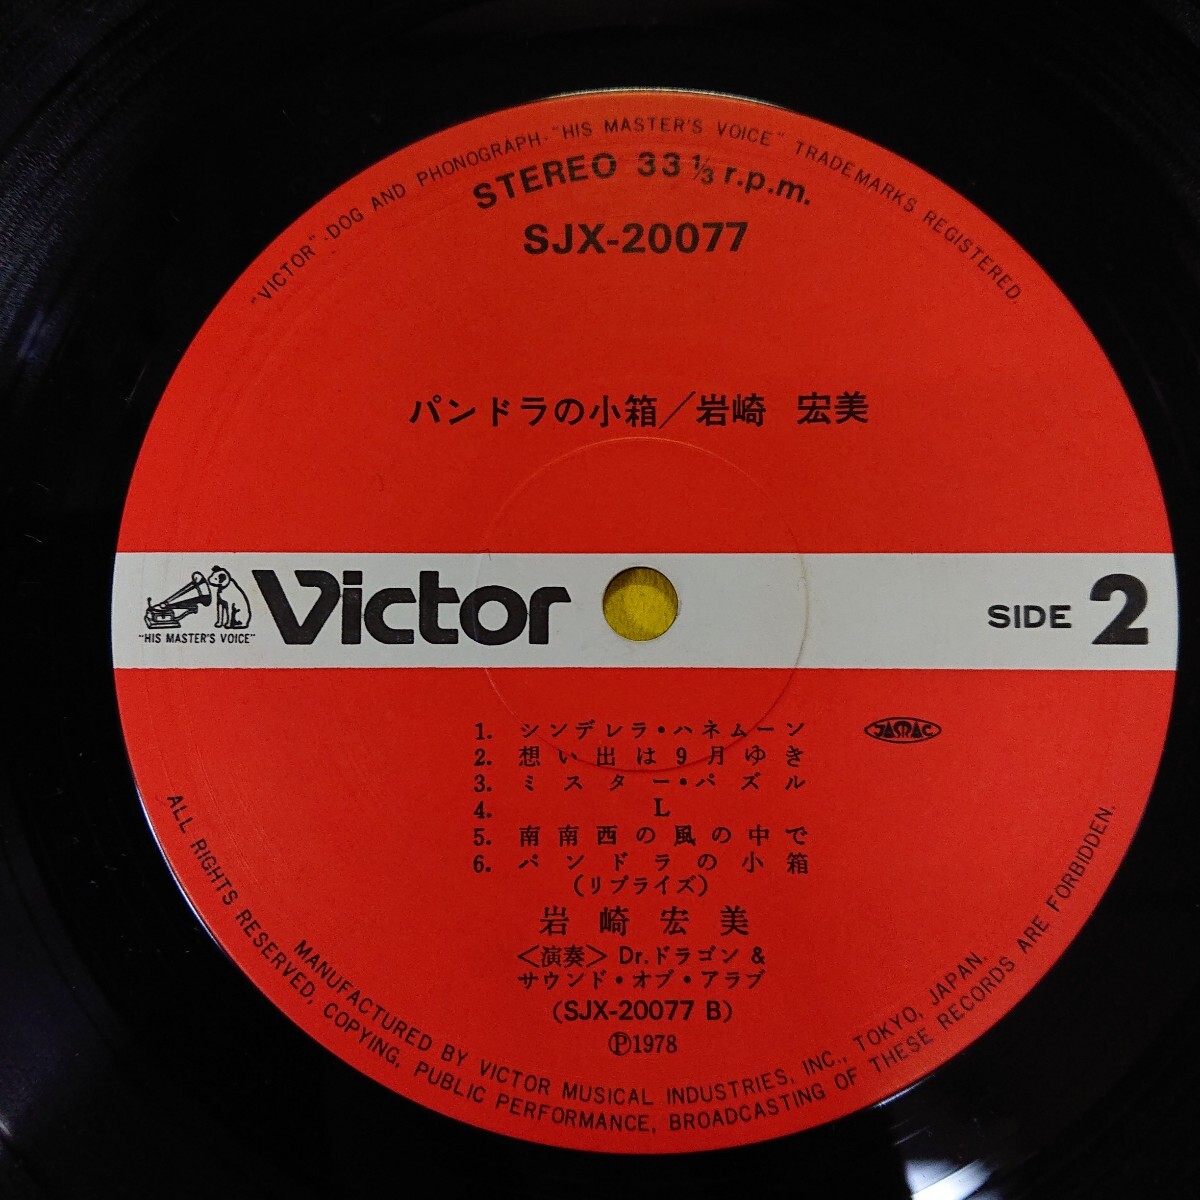 "VICTOR"·DOG AND PHONOGRAPH·"HIS MASTER'S VOICE" TRADEMARKS REGISTERED.
STEREO 33 1/3 r.p.m.
SJX-20077
パンドラの小箱/岩崎 宏美
"HIS MASTER'S VOICE"
Victor
SIDE 2
1. シンデレラ・ハネムーン
JASRAC
2. 想い出は9月ゆき
3. ミスター・パズル
4. L
5. 南南西の風の中で
6. パンドラの小箱
(リプライズ)
岩崎宏美
<演奏> Dr.ドラゴン &
サウンド・オブ・アラブ
(SJX-20077 B)
Ⓟ1978
MANUFACTURED BY VICTOR MUSICAL INDUSTRIES, INC., TOKYO, JAPAN.
ALL RIGHTS RESERVED, COPYING, PUBLIC PERFORMANCE, BROADCASTING OF THESE RECORDS ARE FORBIDDEN.